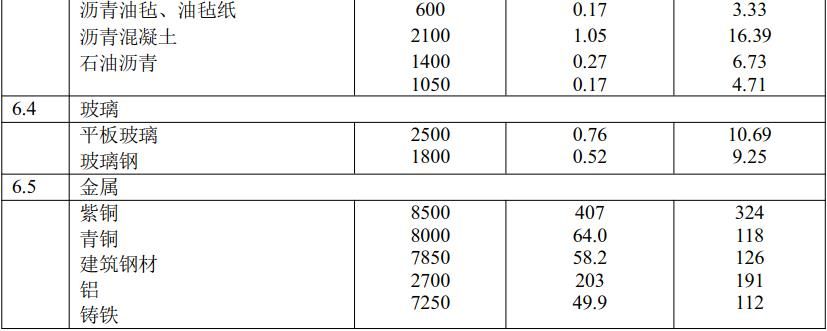 沥青油毡、油毡纸 600 0.17 3.33
沥青混凝土 2100 1.05 16.39
石油沥青 1400 0.27 6.73
1050 0.17 4.71
6.4 玻璃
平板玻璃 2500 0.76 10.69
玻璃钢 1800 0.52 9.25
6.5 金属
紫铜 8500 407 324
青铜 8000 64.0 118
建筑钢材 7850 58.2 126
铝 2700 203 191
铸铁 7250 49.9 112